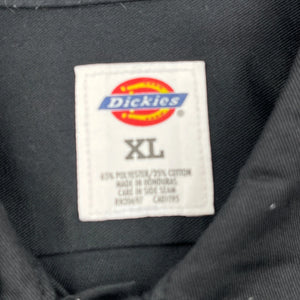 Dickies
XL
65% POLYESTER/35% COTTON
MADE IN HONDURAS
CARE IN SIDE SEAM